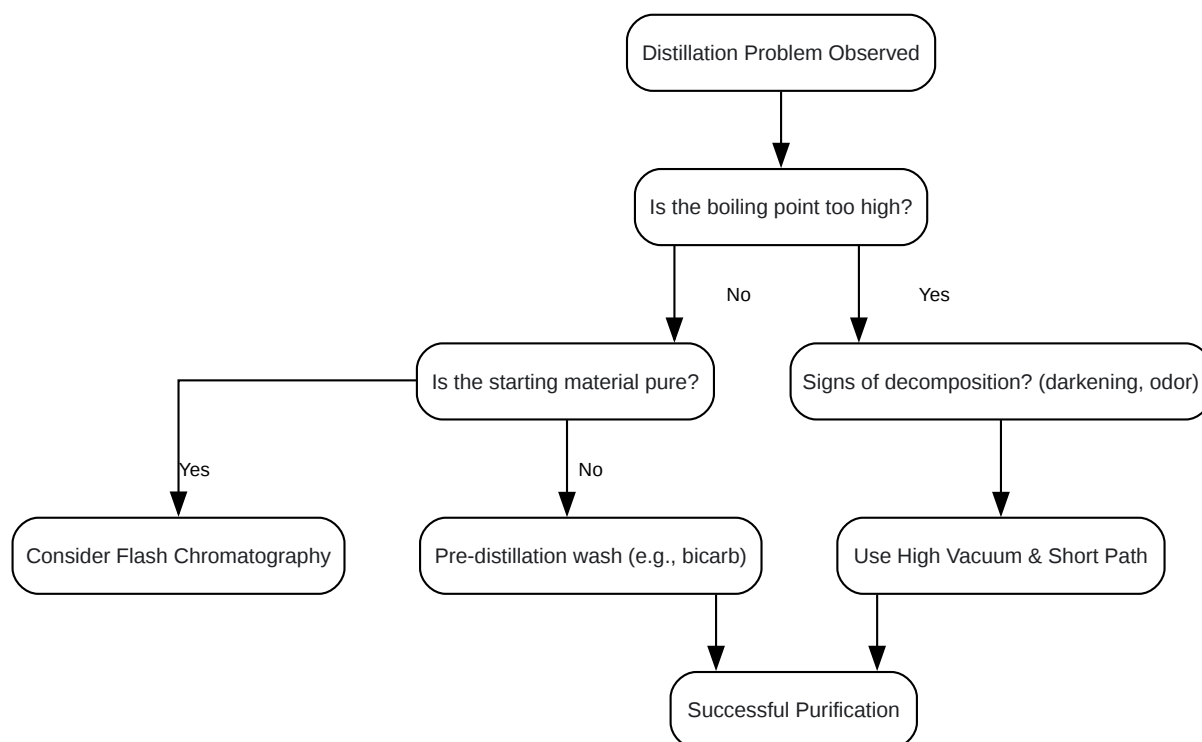 Distillation Problem Observed
Is the boiling point too high?
No
Yes
Is the starting material pure?
Signs of decomposition? (darkening, odor)
Yes
No
Consider Flash Chromatography
Pre-distillation wash (e.g., bicarb)
Use High Vacuum & Short Path
Successful Purification